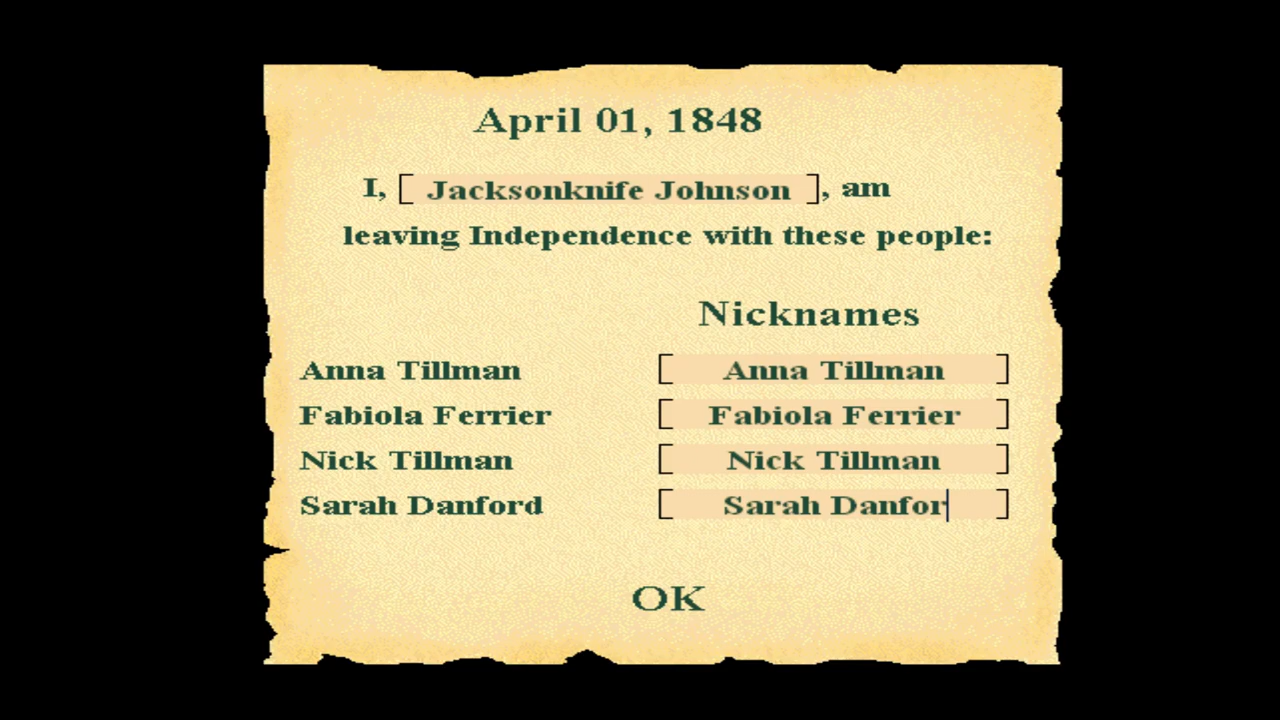 April 01, 1848
I, [ Jacksonknife Johnson ], am
leaving Independence with these people:
Nicknames
Anna Tillman [ Anna Tillman ]
Fabiola Ferrier [ Fabiola Ferrier ]
Nick Tillman [ Nick Tillman ]
Sarah Danford [ Sarah Danfor ]
OK